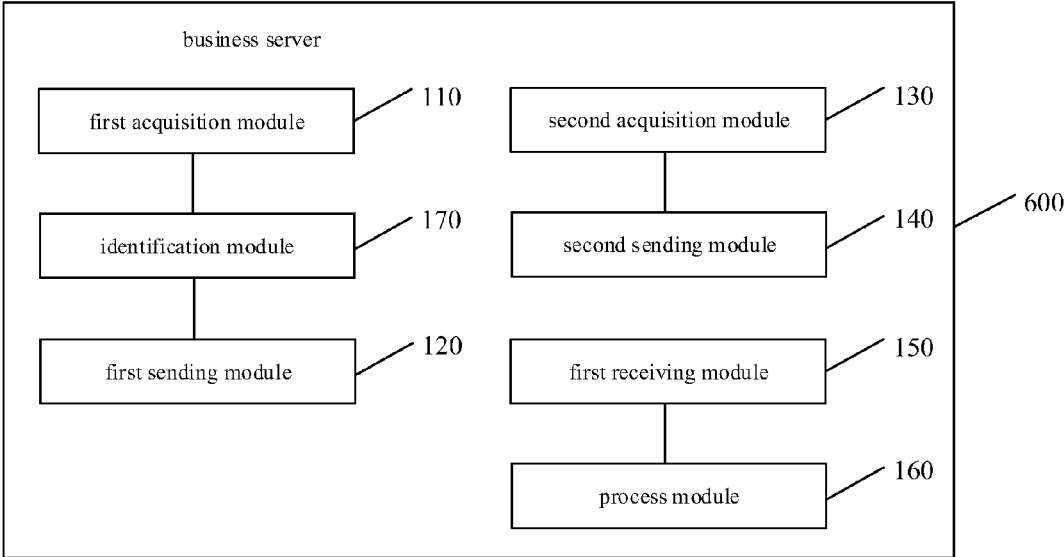 business server
first acquisition module
110
identification module
170
first sending module
120
second acquisition module
130
second sending module
140
first receiving module
150
process module
160
600